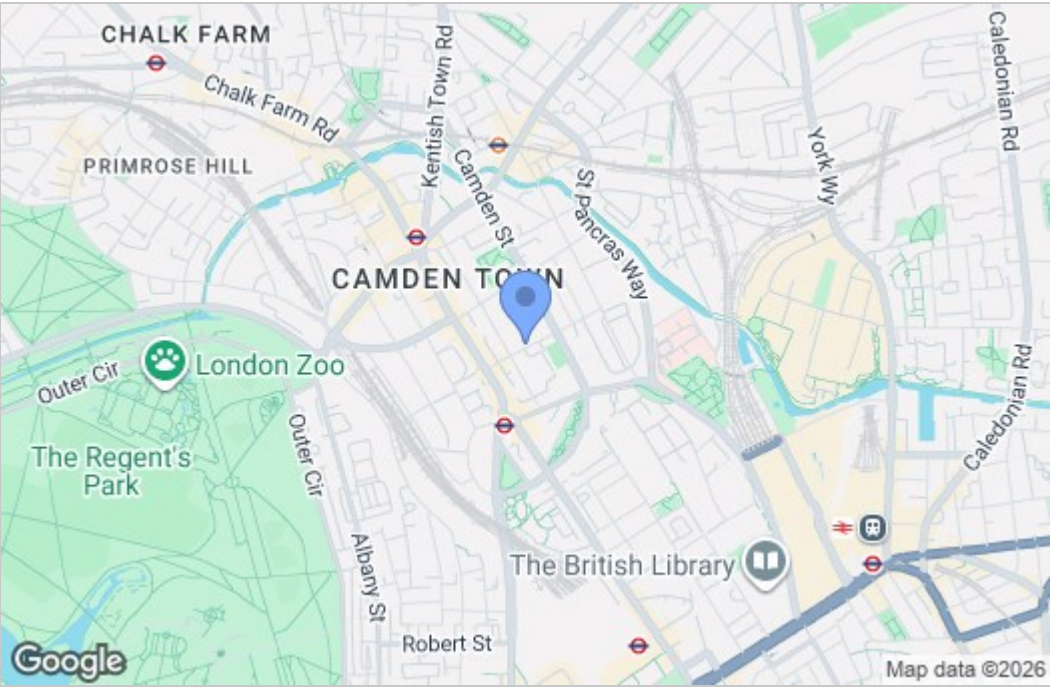 CHALK FARM
Chalk Farm Rd
Kentish Town Rd
Caledonian Rd
PRIMROSE HILL
Camden St
St Pancras Way
York Wy
CAMDEN TOWN
London Zoo
Outer Cir
The Regent's
Park
Outer Cir
Caledonian Rd
Albany St
The British Library
Robert St
Google
Map data ©2026